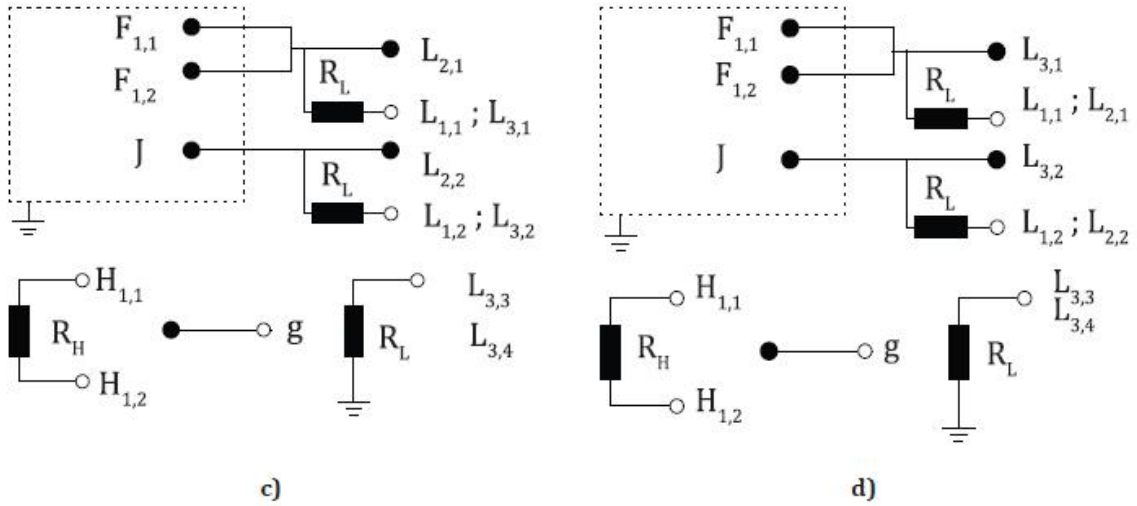 F1,1
L2,1
F1,2
RL
L1,1 ; L3,1
J
RL
L2,2
L1,2 ; L3,2
H1,1
RH
H1,2
g
L3,3
RL
L3,4
c)
F1,1
L3,1
F1,2
RL
L1,1 ; L2,1
J
L3,2
RL
L1,2 ; L2,2
H1,1
RH
H1,2
g
L3,3
L3,4
RL
d)